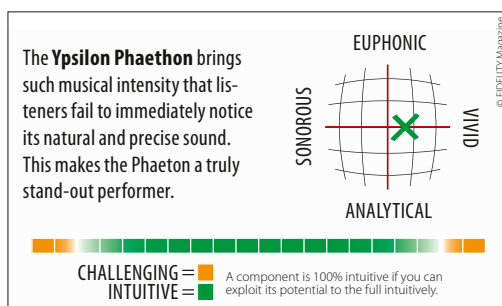 The Ypsilon Phaethon brings
such musical intensity that lis-
teners fail to immediately notice
its natural and precise sound.
This makes the Phaeton a truly
stand-out performer.
EUPHONIC
SONOROUS
VIVID
ANALYTICAL
© FIDELITY Magazine
CHALLENGING =
INTUITIVE =
A component is 100% intuitive if you can
exploit its potential to the full intuitively.